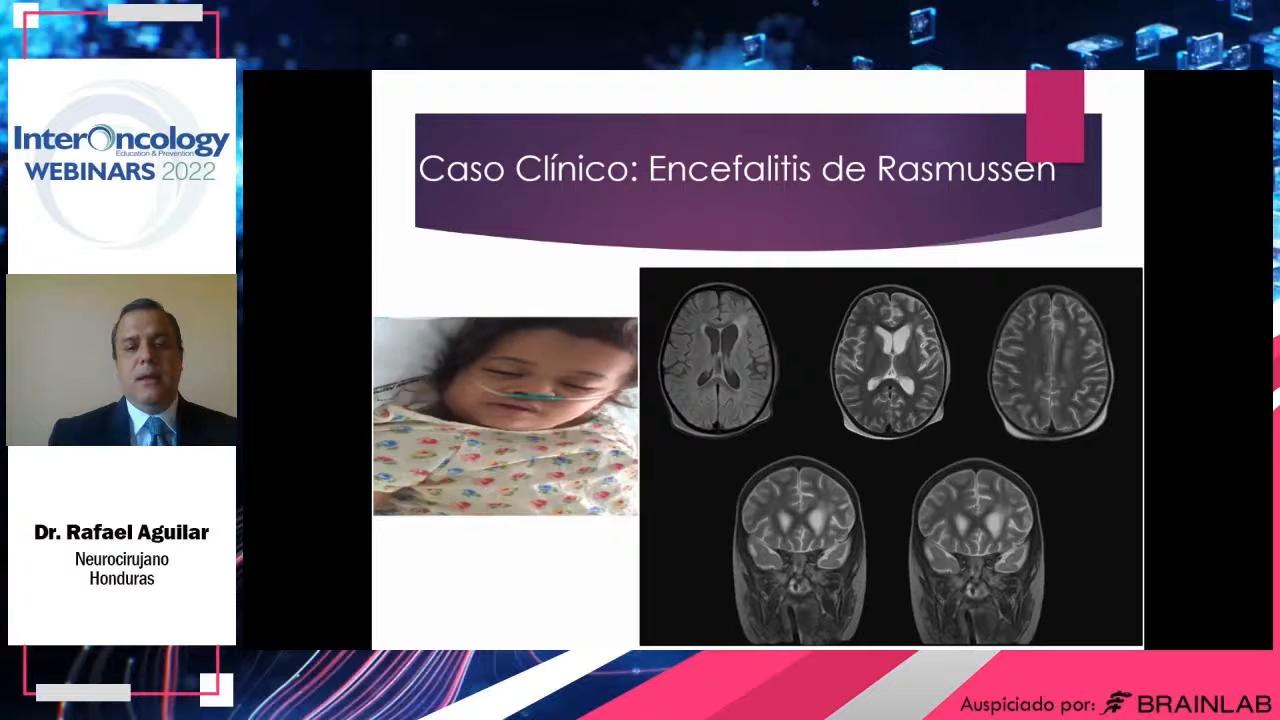 InterOncology
Education & Prevention
WEBINARS 2022
Caso Clínico: Encefalitis de Rasmussen
Dr. Rafael Aguilar
Neurocirujano
Honduras
Auspiciado por: BRAINLAB